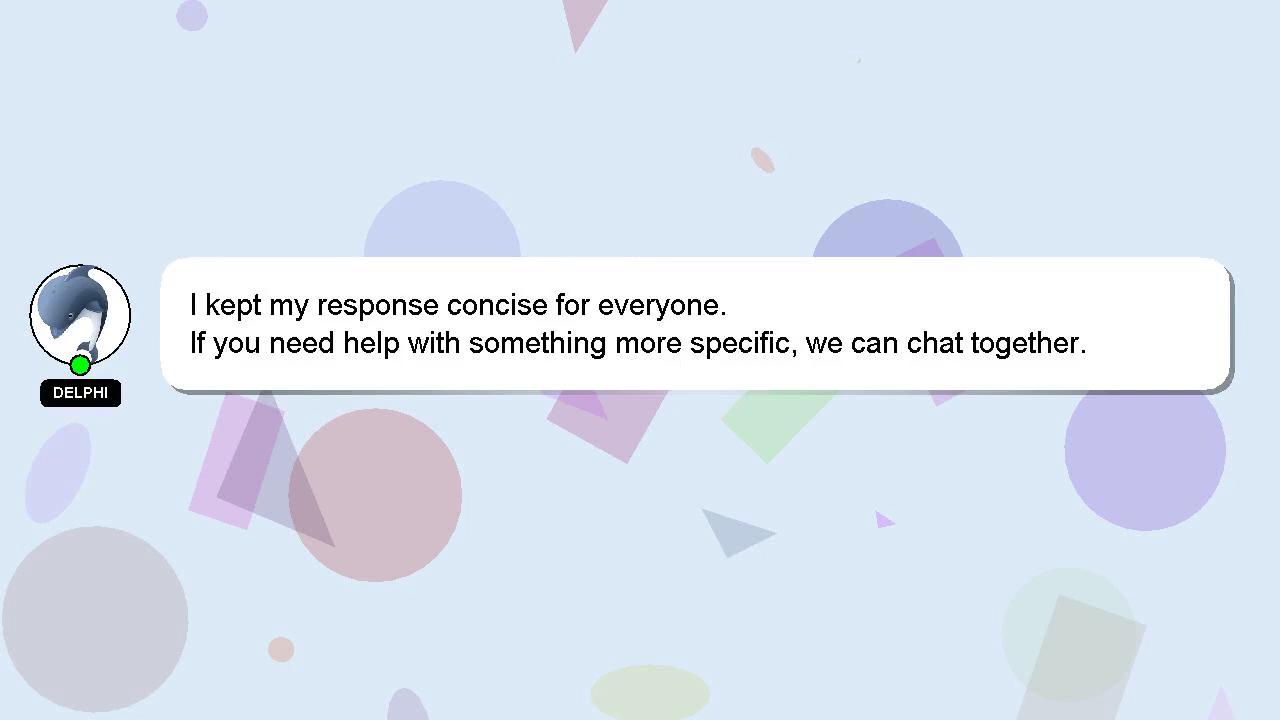 I kept my response concise for everyone.
If you need help with something more specific, we can chat together.
DELPHI